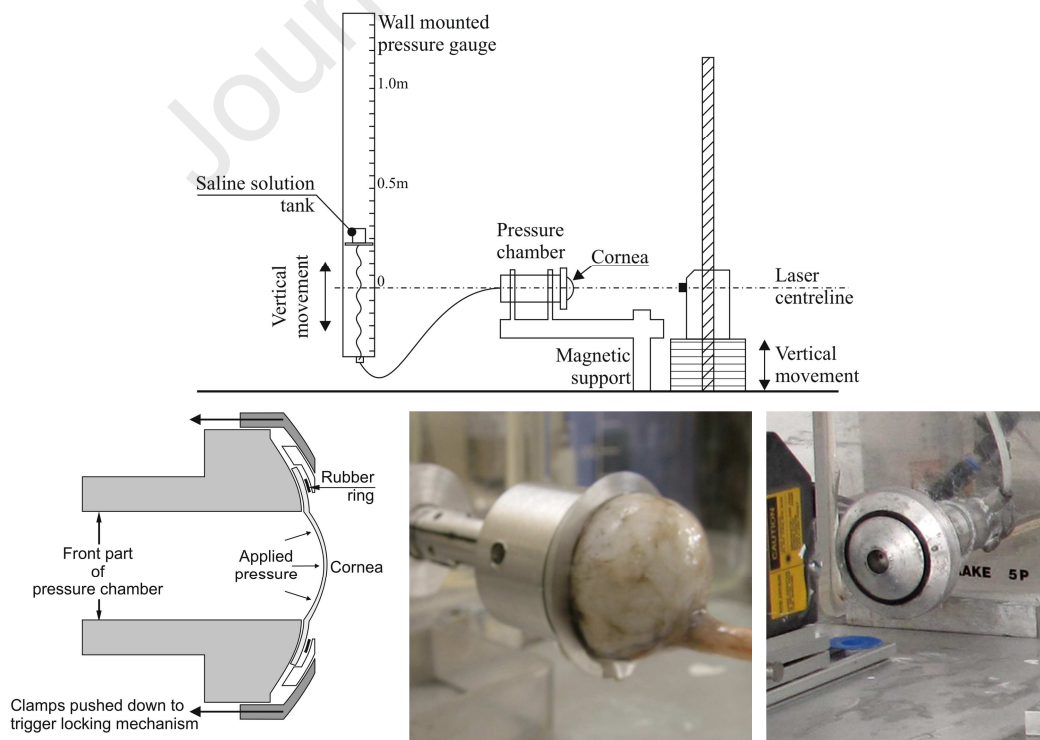 Jour
Wall mounted
pressure gauge
1.0m
0.5m
0
Saline solution
tank
Vertical
movement
Pressure
chamber
Cornea
Laser
centreline
Magnetic
support
Vertical
movement
Rubber
ring
Front part
of
pressure chamber
Applied
pressure
Cornea
Clamps pushed down to
trigger locking mechanism
CAUTION
AKE 5P